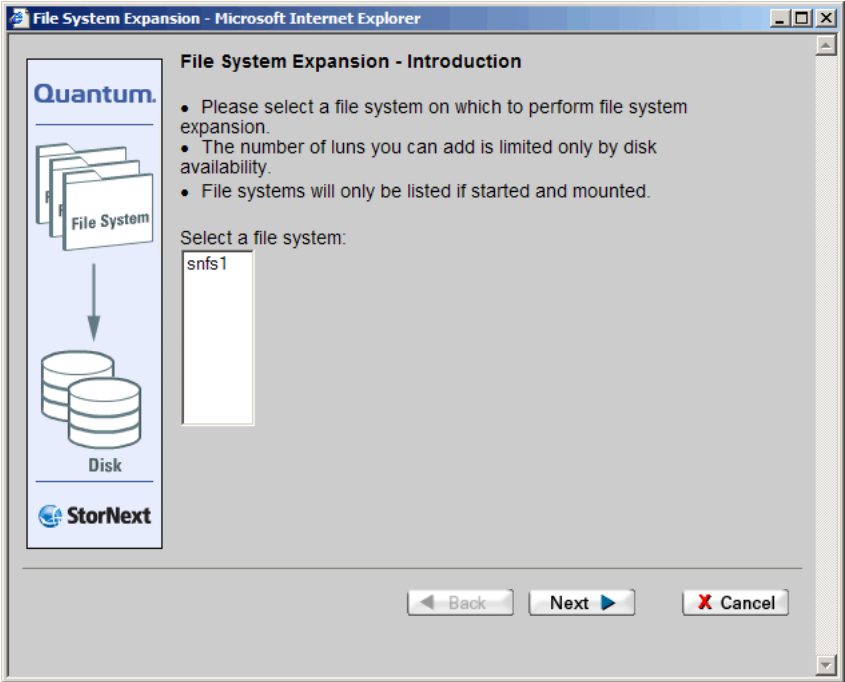 File System Expansion - Microsoft Internet Explorer
Quantum.
File System
Disk
StorNext
File System Expansion - Introduction
• Please select a file system on which to perform file system
expansion.
• The number of luns you can add is limited only by disk
availability.
• File systems will only be listed if started and mounted.
Select a file system:
snfs1
Back
Next
Cancel